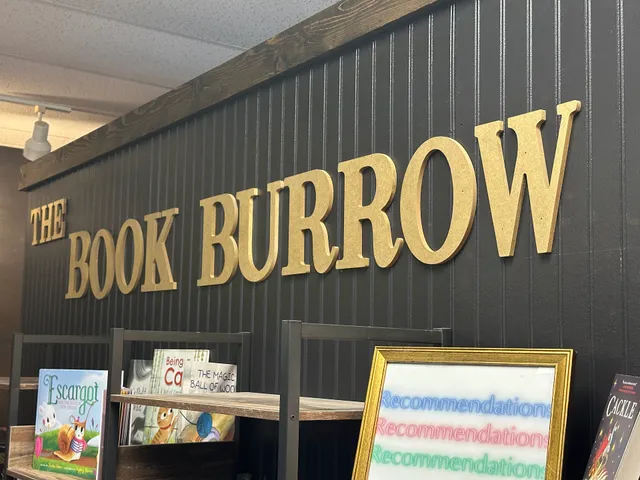 THE
BOOK BURROW
Escargot
Being
Ca
THE MAGIC
BALL OF WOO
Recommendations
Recommendations
Recommendations
CACKLE